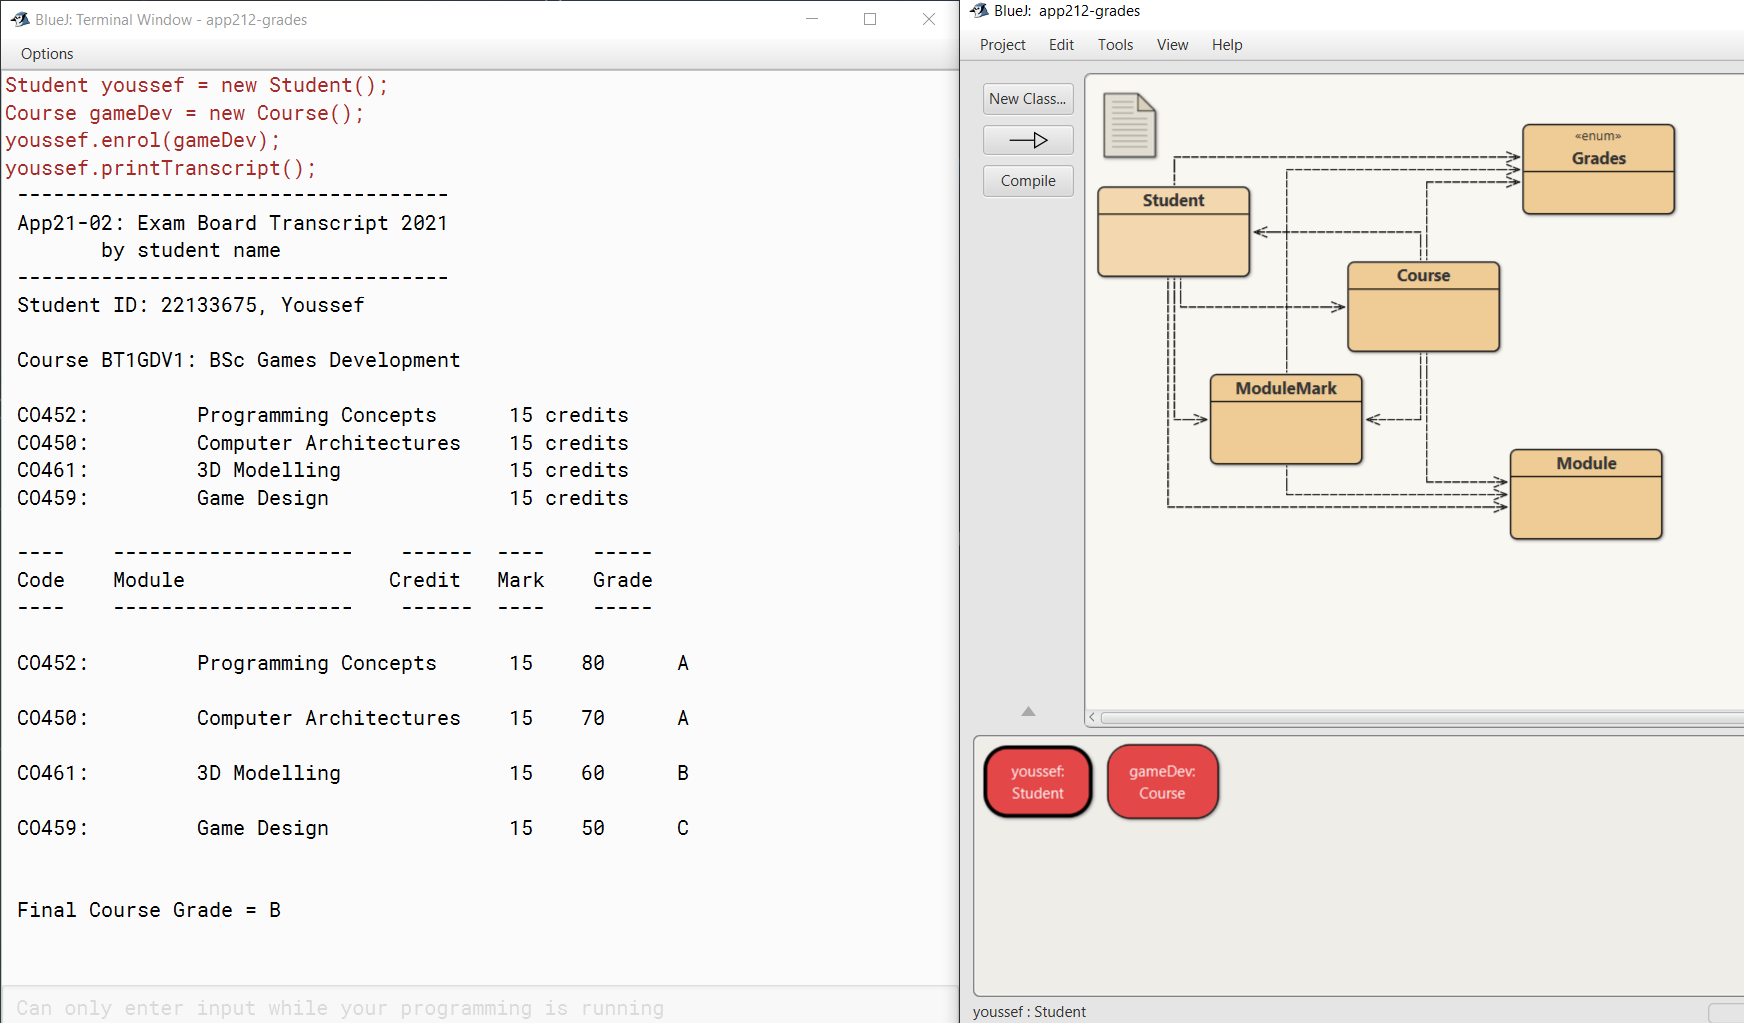 BlueJ: Terminal Window - app212-grades
Options
Student youssef = new Student();
Course gameDev = new Course();
youssef.enrol(gameDev);
youssef.printTranscript();
------------------------------------
App21-02: Exam Board Transcript 2021
by student name
------------------------------------
Student ID: 22133675, Youssef
Course BT1GDV1: BSc Games Development
CO452: Programming Concepts 15 credits
CO450: Computer Architectures 15 credits
CO461: 3D Modelling 15 credits
CO459: Game Design 15 credits
---- -------------------- ------ ---- -----
Code Module Credit Mark Grade
---- -------------------- ------ ---- -----
CO452: Programming Concepts 15 80 A
CO450: Computer Architectures 15 70 A
CO461: 3D Modelling 15 60 B
CO459: Game Design 15 50 C
Final Course Grade = B
Can only enter input while your programming is running
BlueJ: app212-grades
Project Edit Tools View Help
New Class...
Compile
«enum»
Grades
Student
Course
ModuleMark
Module
youssef:
Student
gameDev:
Course
youssef : Student